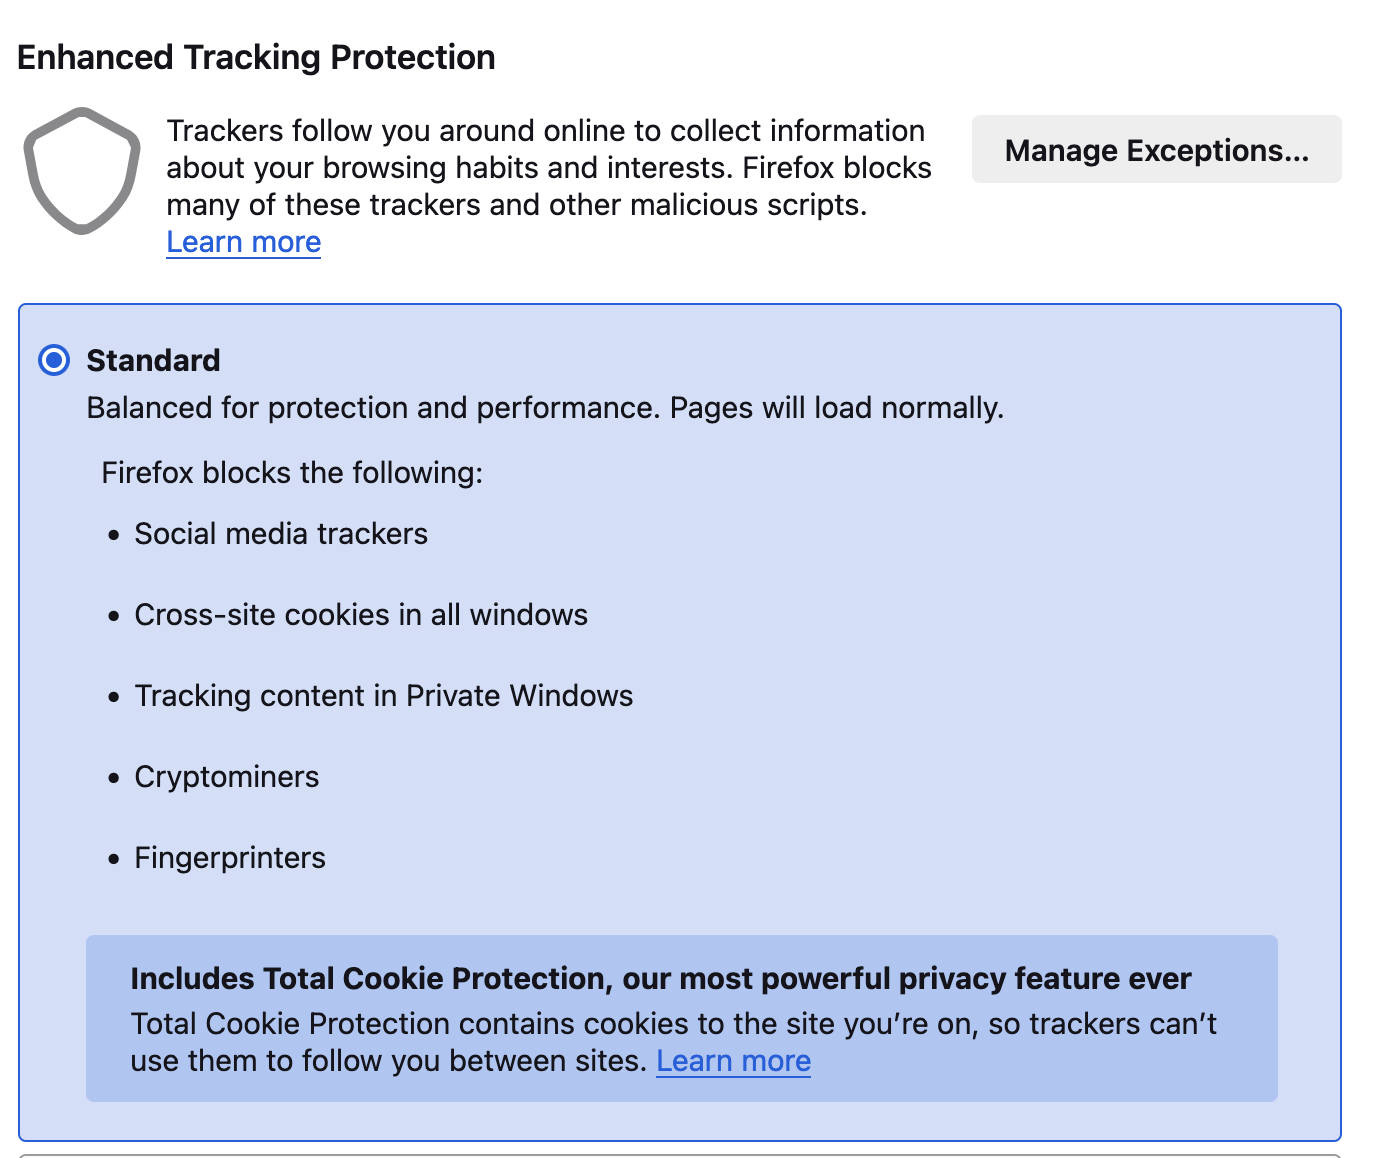 Enhanced Tracking Protection
Trackers follow you around online to collect information
about your browsing habits and interests. Firefox blocks
many of these trackers and other malicious scripts.
Learn more
Manage Exceptions...
Standard
Balanced for protection and performance. Pages will load normally.
Firefox blocks the following:
• Social media trackers
• Cross-site cookies in all windows
• Tracking content in Private Windows
• Cryptominers
• Fingerprinters
Includes Total Cookie Protection, our most powerful privacy feature ever
Total Cookie Protection contains cookies to the site you’re on, so trackers can’t
use them to follow you between sites. Learn more